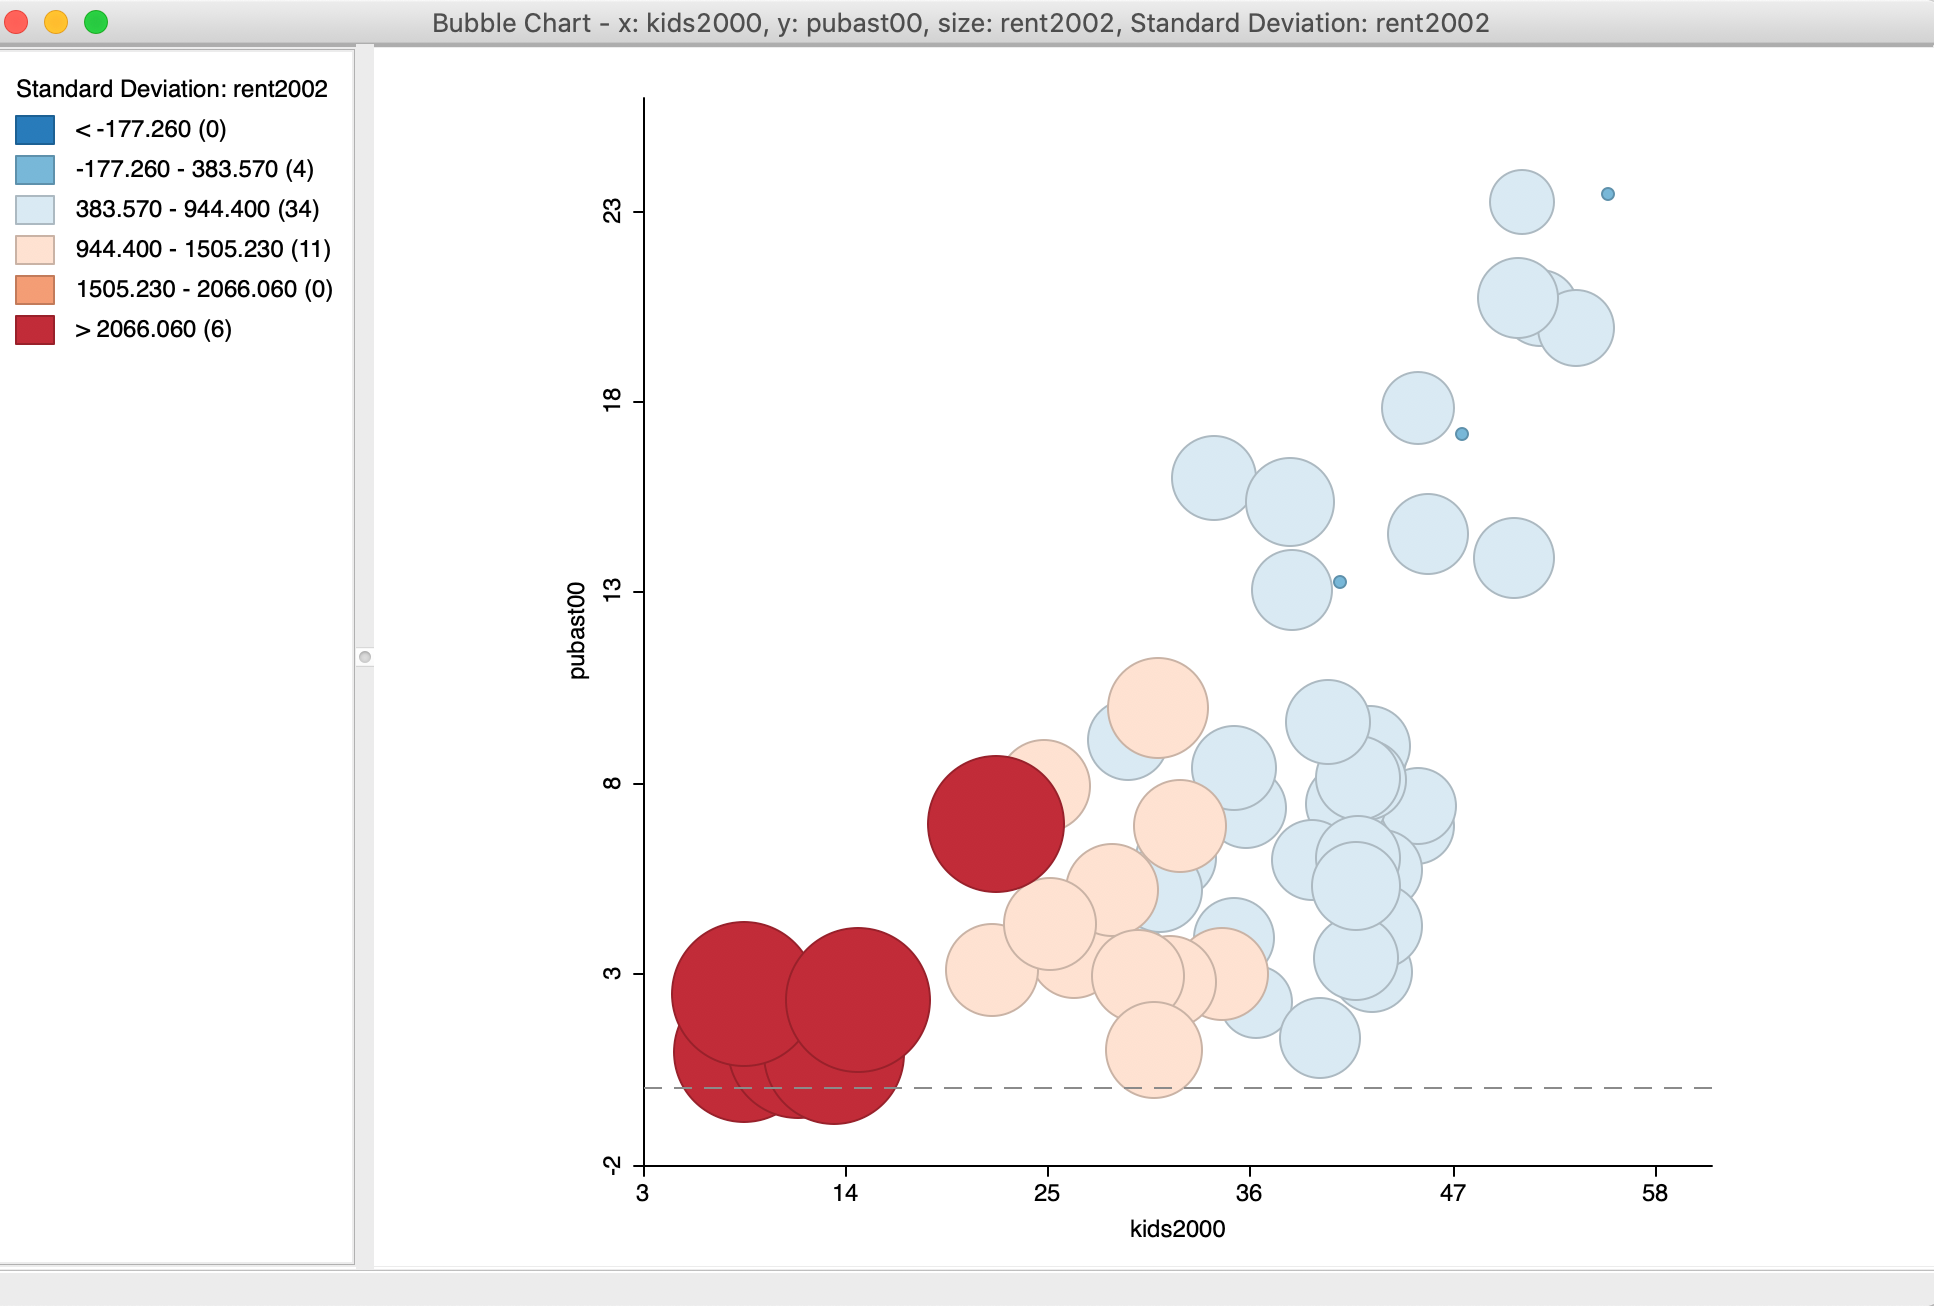 Bubble Chart - x: kids2000, y: pubast00, size: rent2002, Standard Deviation: rent2002
Standard Deviation: rent2002
< -177.260 (0)
-177.260 - 383.570 (4)
383.570 - 944.400 (34)
944.400 - 1505.230 (11)
1505.230 - 2066.060 (0)
> 2066.060 (6)
23
18
13
8
3
-2
pubast00
3 14 25 36 47 58
kids2000